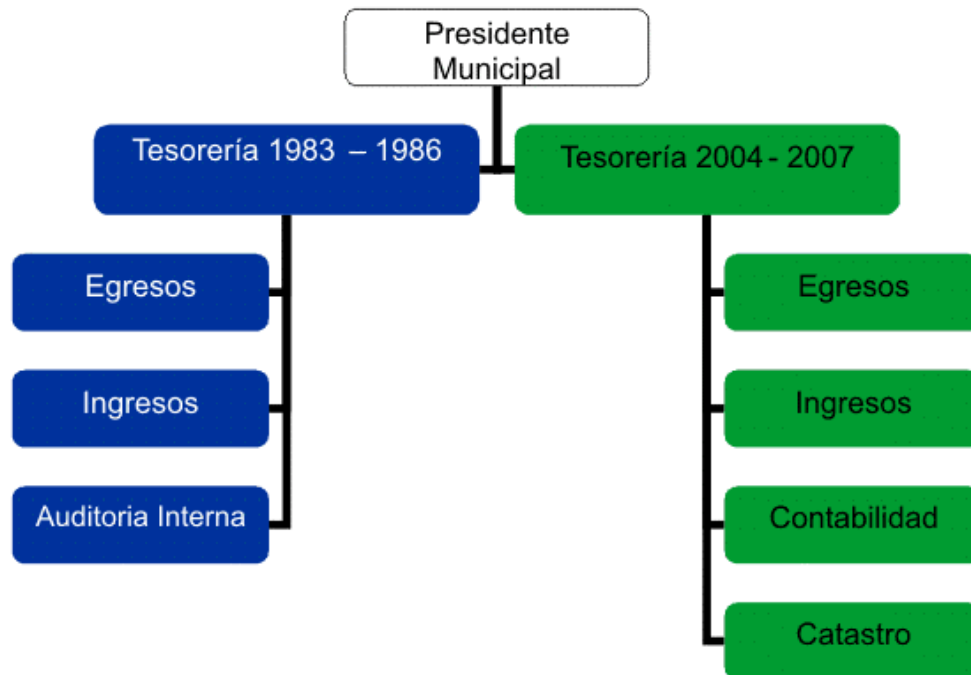 Presidente
Municipal
Tesorería 1983 – 1986
Tesorería 2004 - 2007
Egresos
Ingresos
Auditoria Interna
Egresos
Ingresos
Contabilidad
Catastro